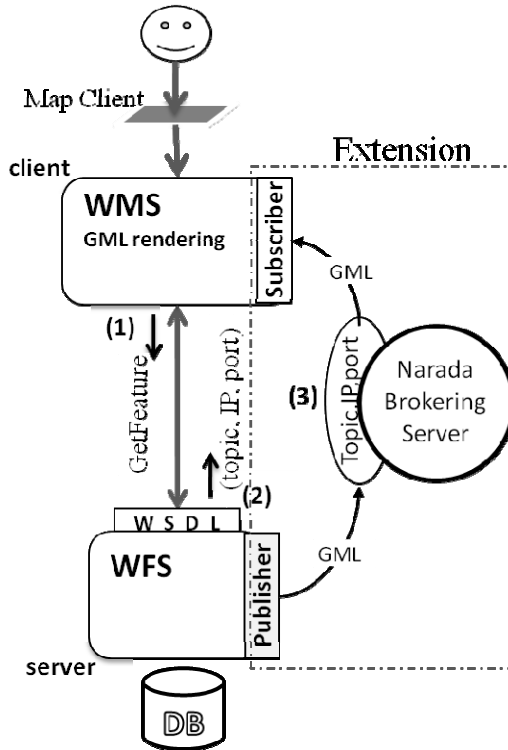 Map Client
Extension
client
WMS
GML rendering
Subscriber
GML
(1)
GetFeature
(topic, IP, port)
(3)
Topic,IP,port
Narada
Brokering
Server
(2)
W S D L
WFS
Publisher
GML
server
DB